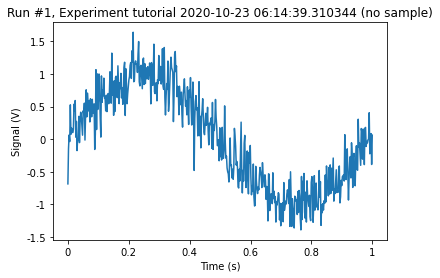 Run #1, Experiment tutorial 2020-10-23 06:14:39.310344 (no sample)
Signal (V)
1.5
1
0.5
0
-0.5
-1
-1.5
0 0.2 0.4 0.6 0.8 1
Time (s)